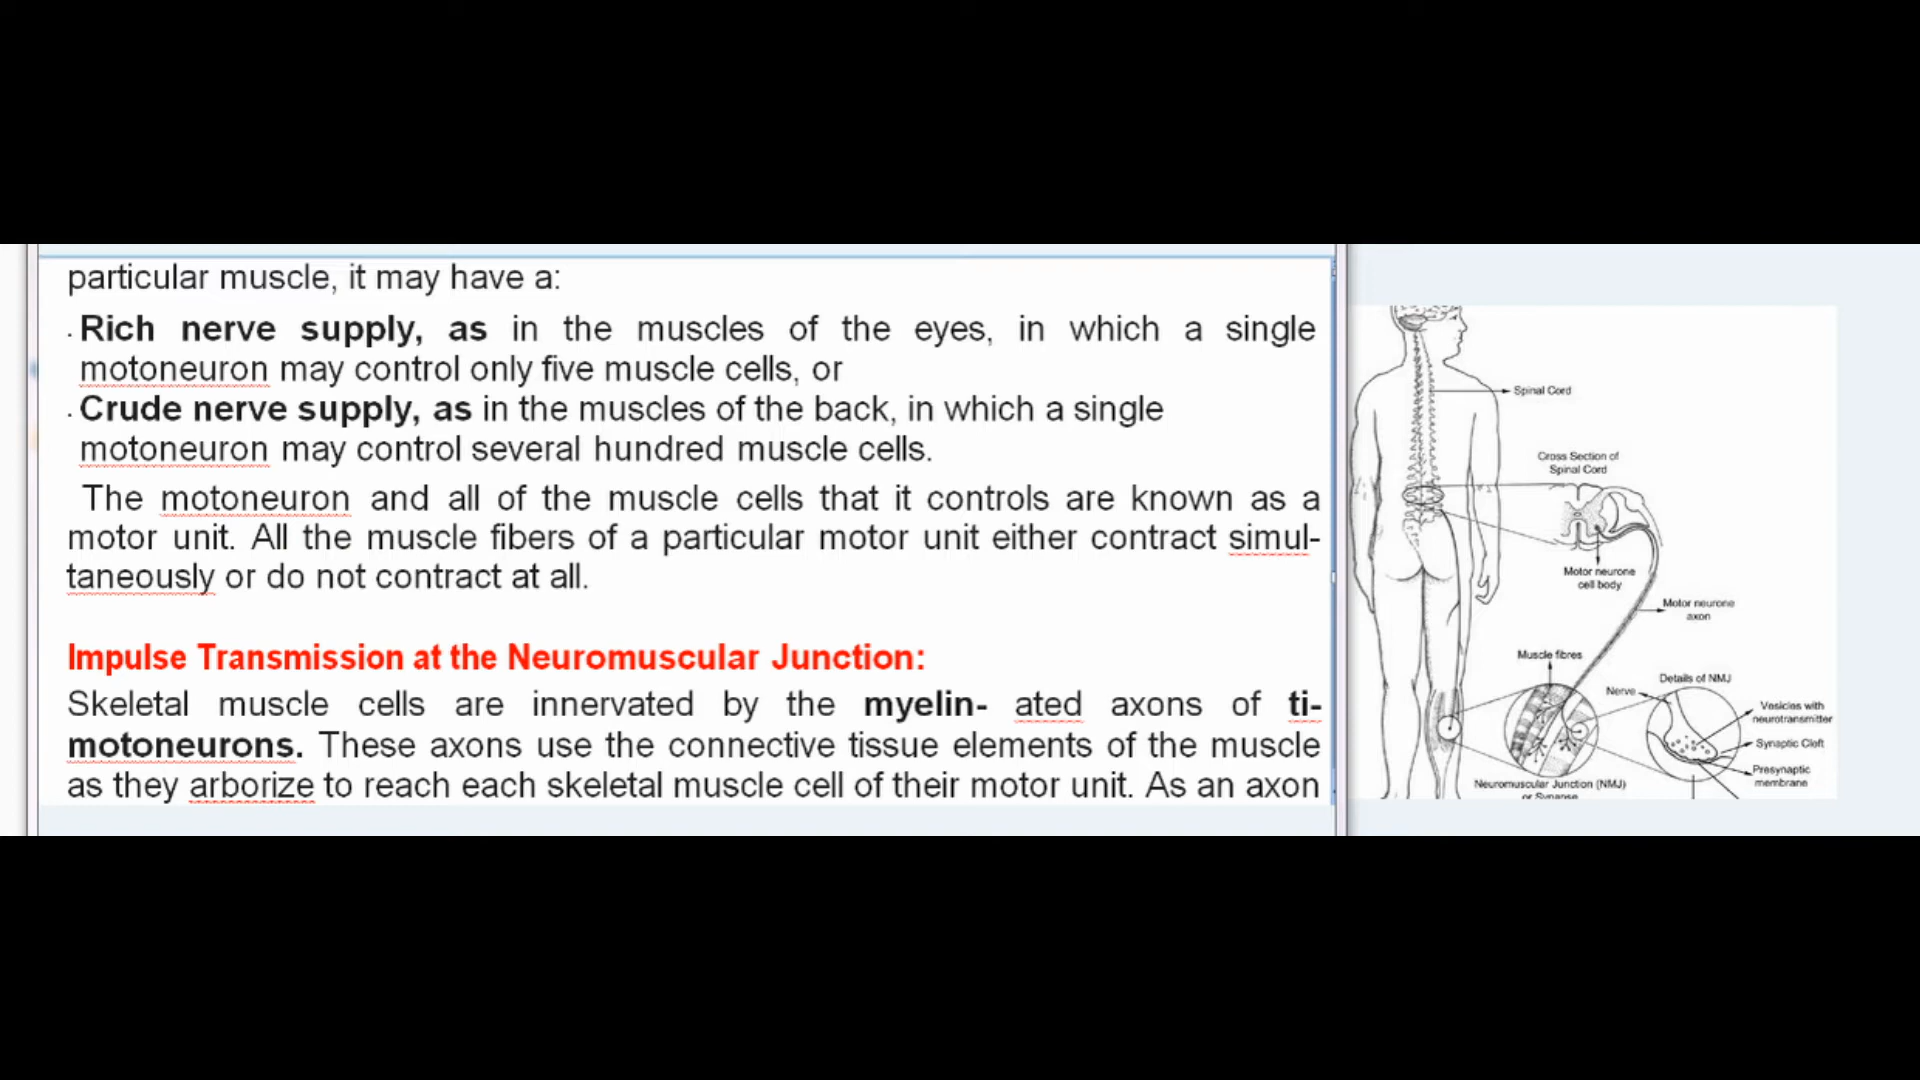 particular muscle, it may have a:
· Rich nerve supply, as in the muscles of the eyes, in which a single
motoneuron may control only five muscle cells, or
· Crude nerve supply, as in the muscles of the back, in which a single
motoneuron may control several hundred muscle cells.
The motoneuron and all of the muscle cells that it controls are known as a
motor unit. All the muscle fibers of a particular motor unit either contract simul-
taneously or do not contract at all.
Impulse Transmission at the Neuromuscular Junction:
Skeletal muscle cells are innervated by the myelin- ated axons of ti-
motoneurons. These axons use the connective tissue elements of the muscle
as they arborize to reach each skeletal muscle cell of their motor unit. As an axon
Spinal Cord
Cross Section of
Spinal Cord
Motor neurone
cell body
Motor neurone
axon
Muscle fibres
Details of NMJ
Nerve
Vesicles with
neurotransmitter
Synaptic Cleft
Presynaptic
membrane
Neuromuscular Junction (NMJ)
or Synapse